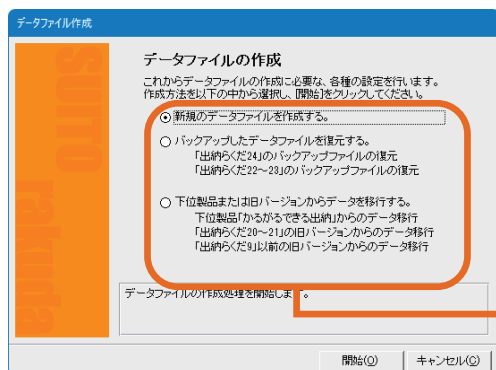 データファイル作成
データファイルの作成
これからデータファイルの作成に必要な、各種の設定を行います。
作成方法を以下の中から選択し、[開始]をクリックしてください。
新規のデータファイルを作成する。
バックアップしたデータファイルを復元する。
「出納らくだ24」のバックアップファイルの復元
「出納らくだ22～23」のバックアップファイルの復元
下位製品または旧バージョンからデータを移行する。
下位製品「かるがるできる出納」からのデータ移行
「出納らくだ20～21」の旧バージョンからのデータ移行
「出納らくだ9」以前の旧バージョンからのデータ移行
suito
rakuda
データファイルの作成処理を開始します。
開始(O)
キャンセル(C)